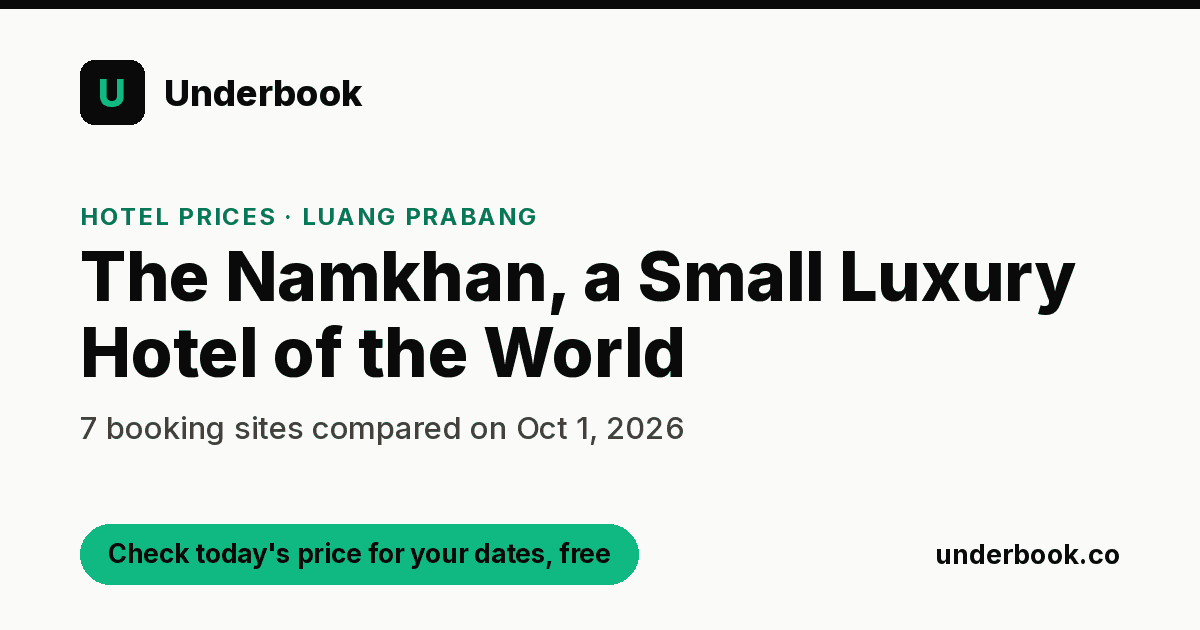 U Underbook
HOTEL PRICES · LUANG PRABANG
The Namkhan, a Small Luxury
Hotel of the World
7 booking sites compared on Oct 1, 2026
Check today's price for your dates, free
underbook.co